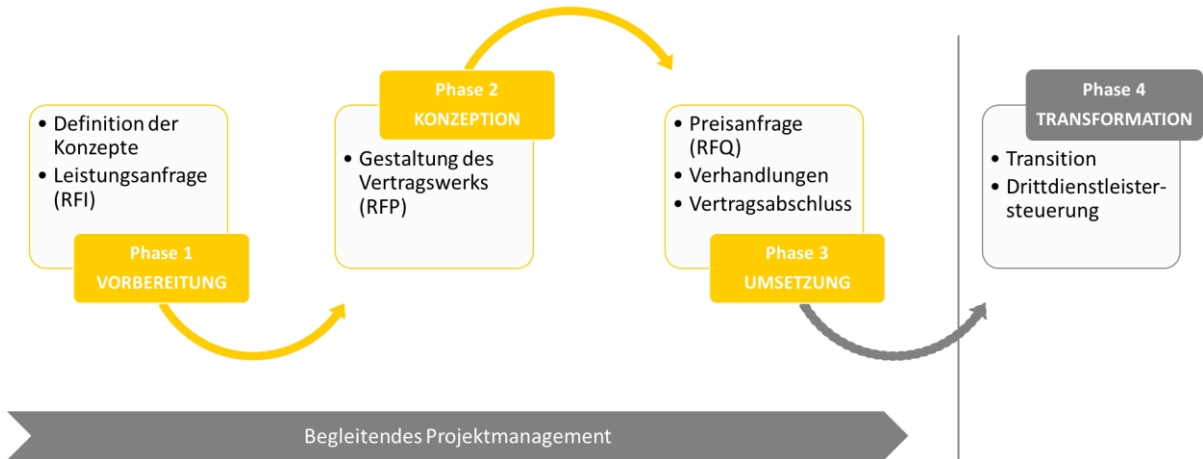 Phase 1
VORBEREITUNG
• Definition der
Konzepte
• Leistungsanfrage
(RFI)
Phase 2
KONZEPTION
• Gestaltung des
Vertragswerks
(RFP)
• Preisanfrage
(RFQ)
• Verhandlungen
• Vertragsabschluss
Phase 3
UMSETZUNG
Phase 4
TRANSFORMATION
• Transition
• Drittdienstleister-
steuerung
Begleitendes Projektmanagement